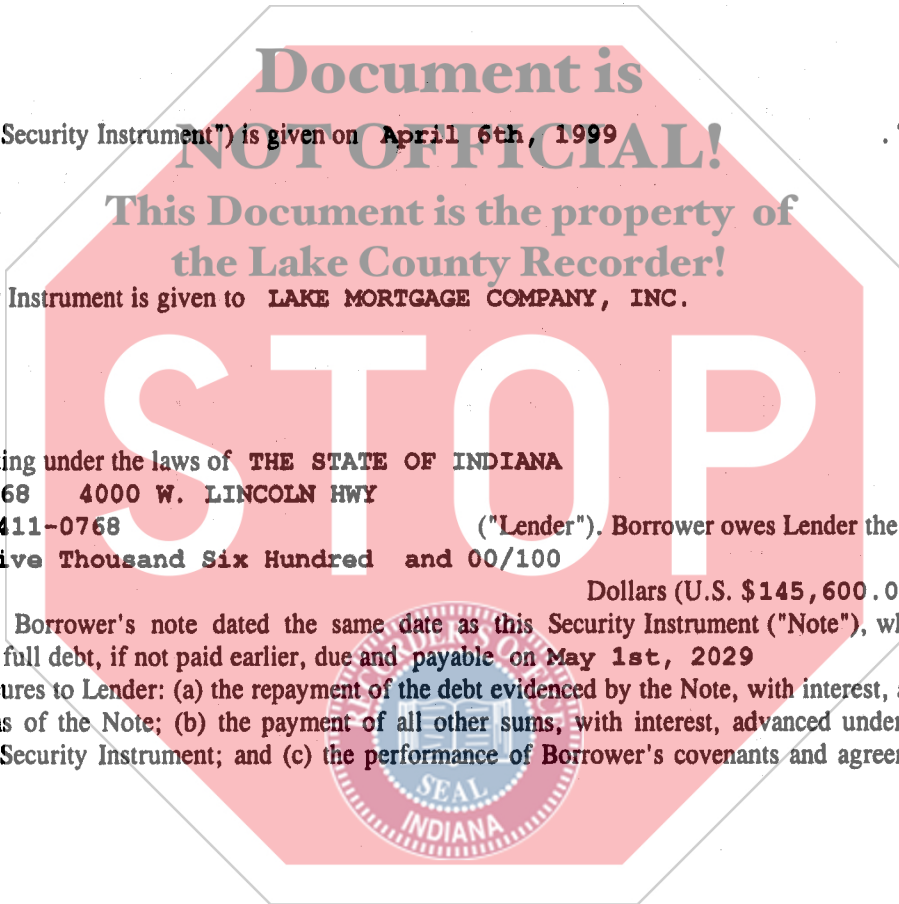 Document is
Security Instrument") is given on April 6th, 1999 .
NOT OFFICIAL!
This Document is the property of
the Lake County Recorder!
Instrument is given to LAKE MORTGAGE COMPANY, INC.
STOP
ing under the laws of THE STATE OF INDIANA
68 4000 W. LINCOLN HWY
411-0768 ("Lender"). Borrower owes Lender the
ive Thousand Six Hundred and 00/100
Dollars (U.S. $145,600.0
Borrower's note dated the same date as this Security Instrument ("Note"), wh
full debt, if not paid earlier, due and payable on May 1st, 2029
ures to Lender: (a) the repayment of the debt evidenced by the Note, with interest, a
s of the Note; (b) the payment of all other sums, with interest, advanced under
Security Instrument; and (c) the performance of Borrower's covenants and agreer
RECORDER'S OFFICE
SEAL
INDIANA